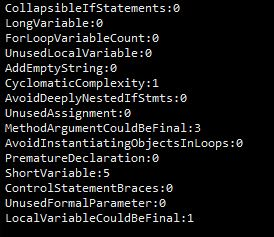 CollapsibleIfStatements:0
LongVariable:0
ForLoopVariableCount:0
UnusedLocalVariable:0
AddEmptyString:0
CyclomaticComplexity:1
AvoidDeeplyNestedIfStmts:0
UnusedAssignment:0
MethodArgumentCouldBeFinal:3
AvoidInstantiatingObjectsInLoops:0
PrematureDeclaration:0
ShortVariable:5
ControlStatementBraces:0
UnusedFormalParameter:0
LocalVariableCouldBeFinal:1